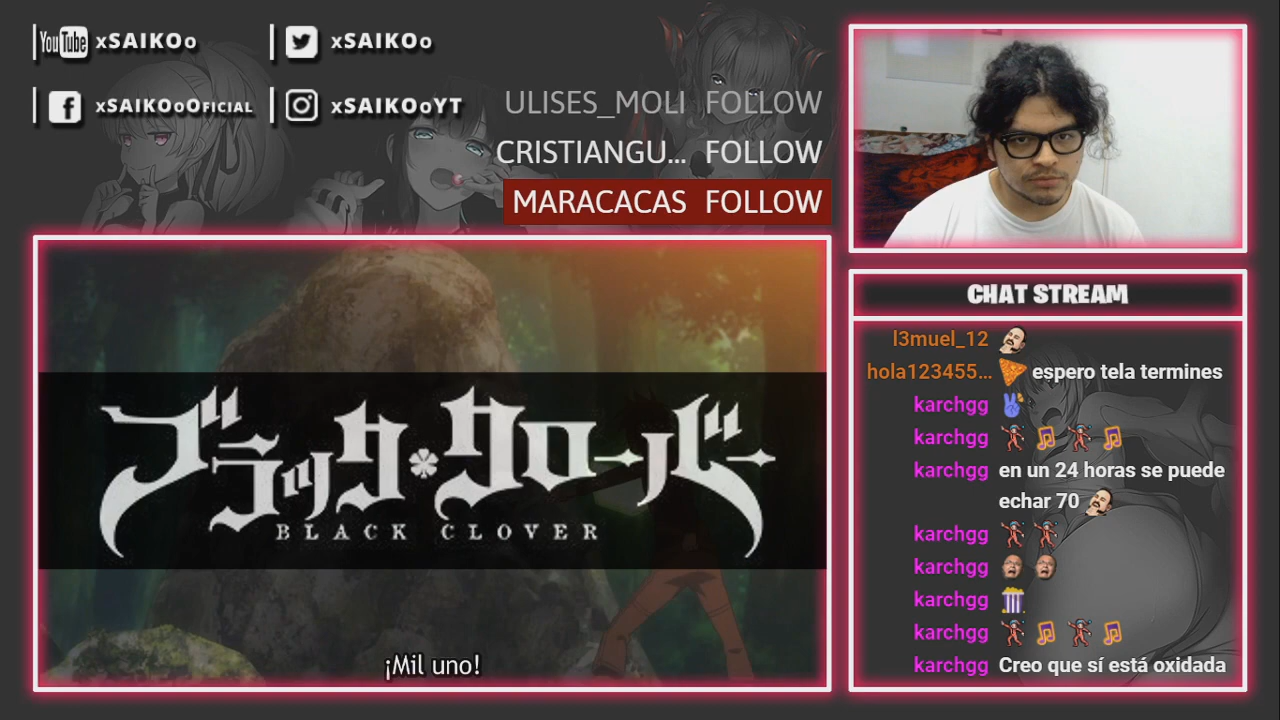 YouTube xSAIKOo
xSAIKOo
xSAIKOoOficial
xSAIKOoYT
ULISES_MOLI FOLLOW
CRISTIANGU... FOLLOW
MARACACAS FOLLOW
ブラック・クローバー
BLACK CLOVER
¡Mil uno!
CHAT STREAM
l3muel_12
hola123455... espero tela termines
karchgg
karchgg
karchgg en un 24 horas se puede
echar 70
karchgg
karchgg
karchgg
karchgg
karchgg Creo que sí está oxidada